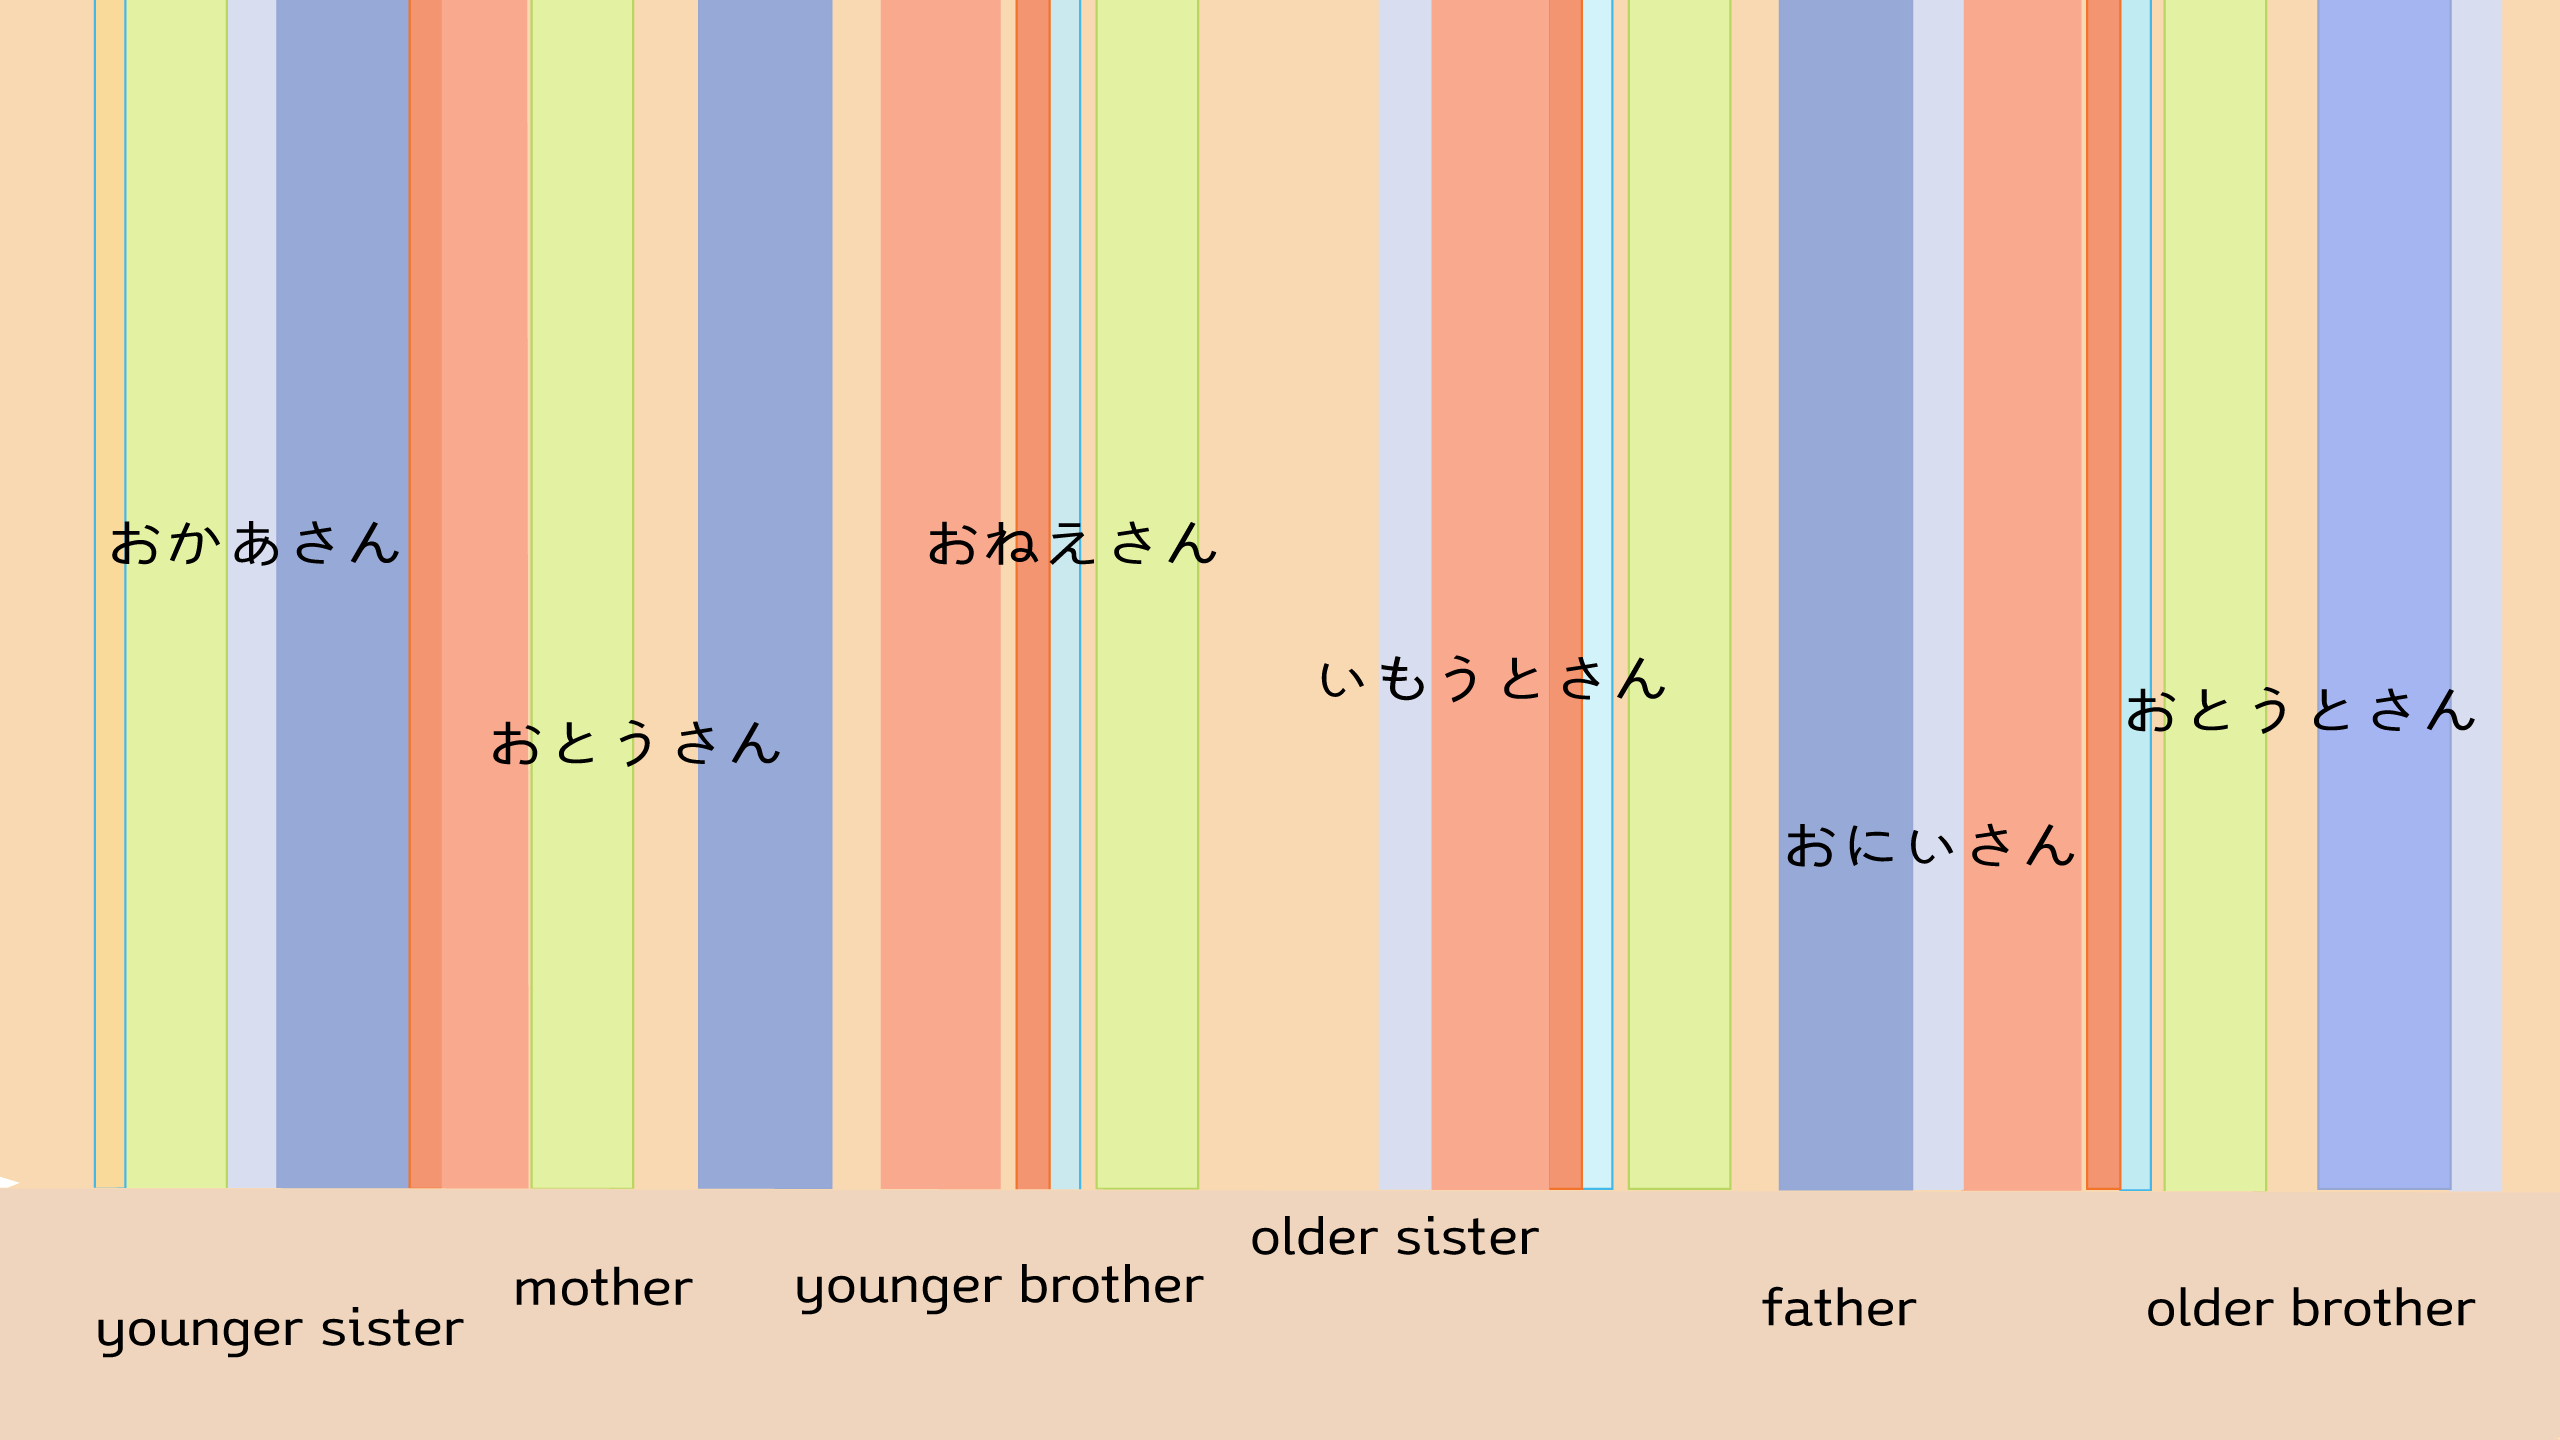 おかあさん
おねえさん
いもうとさん
おとうとさん
おとうさん
おにいさん
older sister
mother
younger brother
father
older brother
younger sister